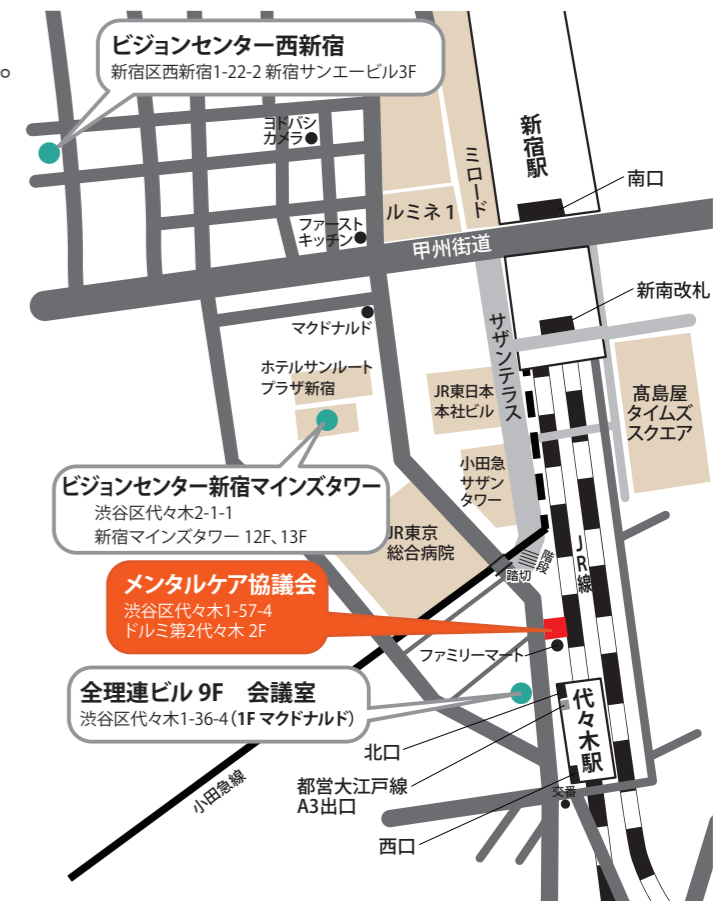 。
ビジョンセンター西新宿
新宿区西新宿1-22-2 新宿サンエービル3F
ヨドバシ
カメラ
ミロード
新宿駅
南口
ルミネ1
ファースト
キッチン
甲州街道
新南改札
マクドナルド
サザンテラス
ホテルサンルート
プラザ新宿
JR東日本
本社ビル
髙島屋
タイムズ
スクエア
小田急
サザン
タワー
ビジョンセンター新宿マインズタワー
渋谷区代々木2-1-1
新宿マインズタワー 12F、13F
JR東京
総合病院
JR線
階段
踏切
メンタルケア協議会
渋谷区代々木1-57-4
ドルミ第2代々木 2F
ファミリーマート
全理連ビル 9F　会議室
渋谷区代々木1-36-4(1F マクドナルド)
代々木駅
北口
小田急線
都営大江戸線
A3出口
交番
西口